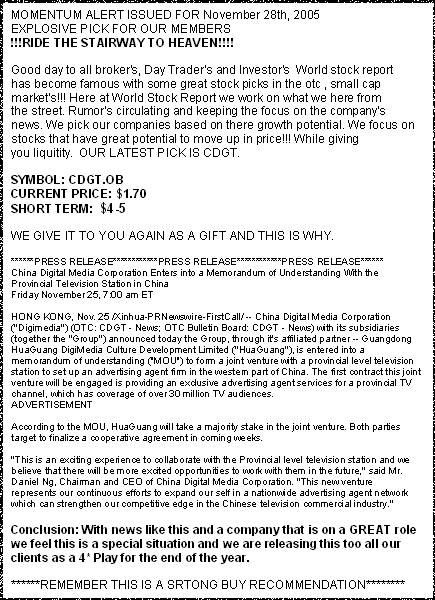 MOMENTUM ALERT ISSUED FOR November 28th, 2005
EXPLOSIVE PICK FOR OUR MEMBERS
!!!RIDE THE STAIRWAY TO HEAVEN!!!!
Good day to all broker's, Day Trader's and Investor's  World stock report
has become famous with some great stock picks in the otc , small cap
market's!!! Here at World Stock Report we work on what we here from
the street. Rumor's circulating and keeping the focus on the company's
news. We pick our companies based on there growth potential. We focus on
stocks that have great potential to move up in price!!! While giving
you liquitity.  OUR LATEST PICK IS CDGT.
SYMBOL: CDGT.OB
CURRENT PRICE: $1.70
SHORT TERM:  $4-5
WE GIVE IT TO YOU AGAIN AS A GIFT AND THIS IS WHY.
******PRESS RELEASE************PRESS RELEASE************PRESS RELEASE******
China Digital Media Corporation Enters into a Memorandum of Understanding With the
Provincial Television Station in China
Friday November 25, 7:00 am ET
HONG KONG, Nov. 25 /Xinhua-PRNewswire-FirstCall/ -- China Digital Media Corporation
("Digimedia") (OTC: CDGT - News; OTC Bulletin Board: CDGT - News) with its subsidiaries
(together the "Group") announced today the Group, through it's affiliated partner -- Guangdong
HuaGuang DigiMedia Culture Development Limited ("HuaGuang"), is entered into a
memorandum of understanding ("MOU") to form a joint venture with a provincial level television
station to set up an advertising agent firm in the western part of China. The first contract this joint
venture will be engaged is providing an exclusive advertising agent services for a provincial TV
channel, which has coverage of over 30 million TV audiences.
ADVERTISEMENT
According to the MOU, HuaGuang will take a majority stake in the joint venture. Both parties
target to finalize a cooperative agreement in coming weeks.
"This is an exciting experience to collaborate with the Provincial level television station and we
believe that there will be more excited opportunities to work with them in the future," said Mr.
Daniel Ng, Chairman and CEO of China Digital Media Corporation. "This new venture
represents our continuous efforts to expand our self in a nationwide advertising agent network
which can strengthen our competitive edge in the Chinese television commercial industry."
Conclusion: With news like this and a company that is on a GREAT role
we feel this is a special situation and we are releasing this too all our
clients as a 4* Play for the end of the year.
******REMEMBER THIS IS A SRTONG BUY RECOMMENDATION********